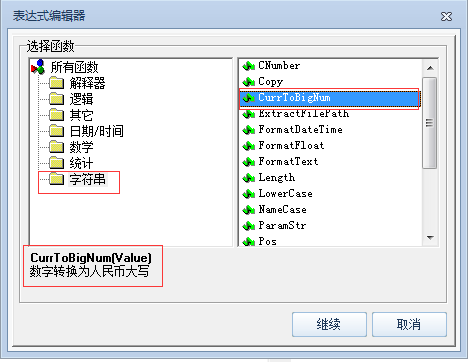 表达式编辑器
选择函数
所有函数
解释器
逻辑
其它
日期/时间
数学
统计
字符串
CNumber
Copy
CurrToBigNum
ExtractFilePath
FormatDateTime
FormatFloat
FormatText
Length
LowerCase
NameCase
ParamStr
Pos
CurrToBigNum(Value)
数字转换为人民币大写
继续
取消